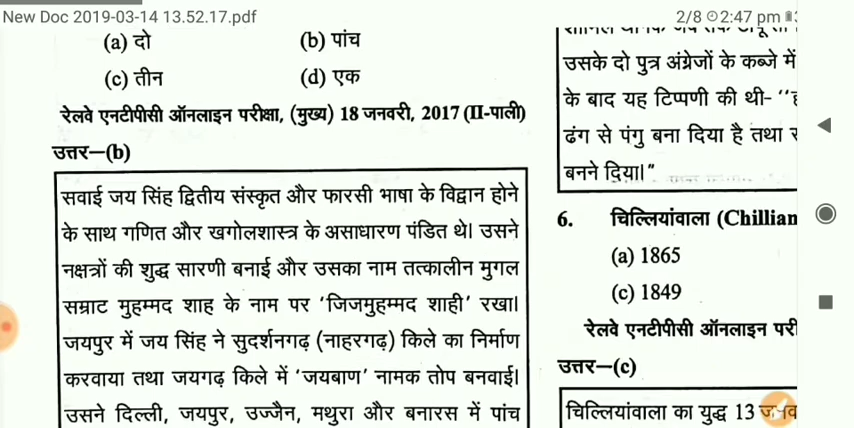 New Doc 2019-03-14 13.52.17.pdf
2/8 2:47 pm
(a) दो (b) पांच
(c) तीन (d) एक
रेलवे एनटीपीसी ऑनलाइन परीक्षा, (मुख्य) 18 जनवरी, 2017 (II-पाली)
उत्तर—(b)
सवाई जय सिंह द्वितीय संस्कृत और फारसी भाषा के विद्वान होने
के साथ गणित और खगोलशास्त्र के असाधारण पंडित थे। उसने
नक्षत्रों की शुद्ध सारणी बनाई और उसका नाम तत्कालीन मुगल
सम्राट मुहम्मद शाह के नाम पर ‘जिजमुहम्मद शाही’ रखा।
जयपुर में जय सिंह ने सुदर्शनगढ़ (नाहरगढ़) किले का निर्माण
करवाया तथा जयगढ़ किले में ‘जयबाण’ नामक तोप बनवाई।
उसने दिल्ली, जयपुर, उज्जैन, मथुरा और बनारस में पांच
उसके दो पुत्र अंग्रेजों के कब्जे में
के बाद यह टिप्पणी की थी-
ढंग से पंगु बना दिया है तथा
बनने दिया।”
6. चिल्लियांवाला (Chillian
(a) 1865
(c) 1849
रेलवे एनटीपीसी ऑनलाइन परी
उत्तर—(c)
चिल्लियांवाला का युद्ध 13